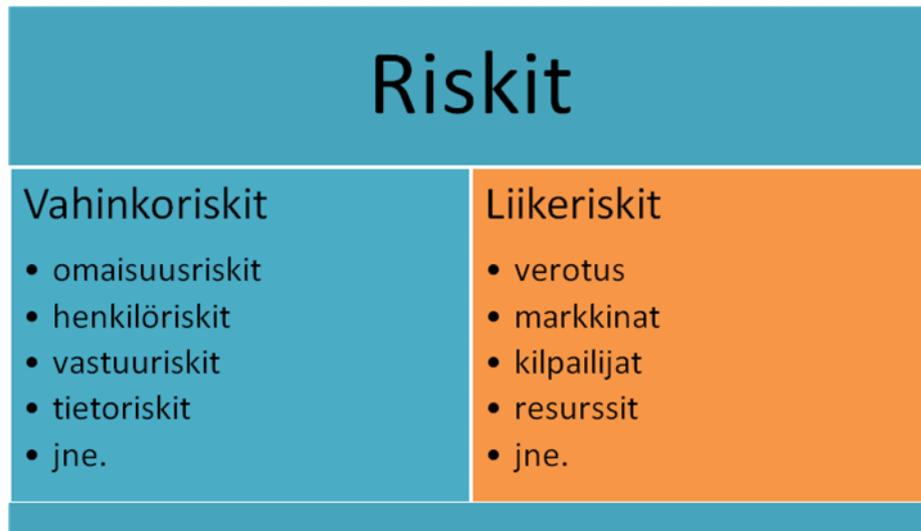 Riskit
Vahinkoriskit
• omaisuusriskit
• henkilöriskit
• vastuuriskit
• tietoriskit
• jne.
Liikeriskit
• verotus
• markkinat
• kilpailijat
• resurssit
• jne.